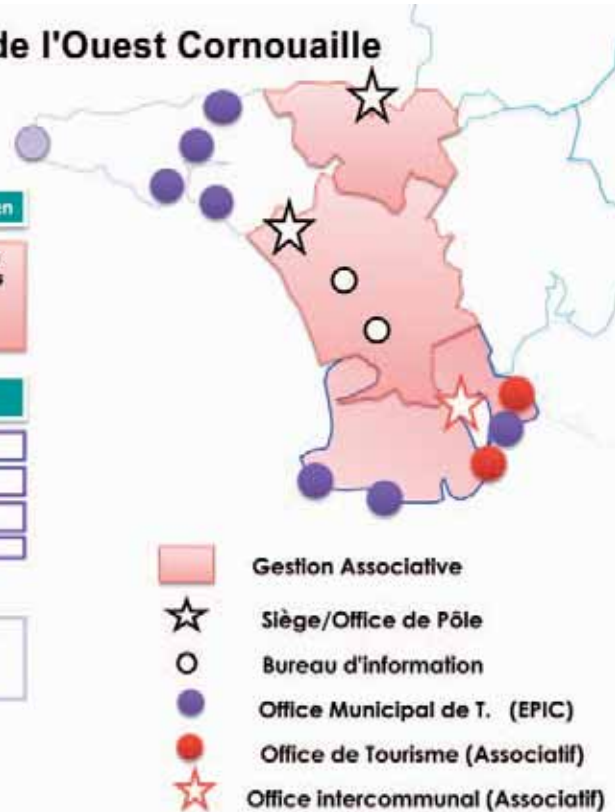 de l'Ouest Cornouaille
Gestion Associative
Siège/Office de Pôle
Bureau d'information
Office Municipal de T. (EPIC)
Office de Tourisme (Associatif)
Office intercommunal (Associatif)